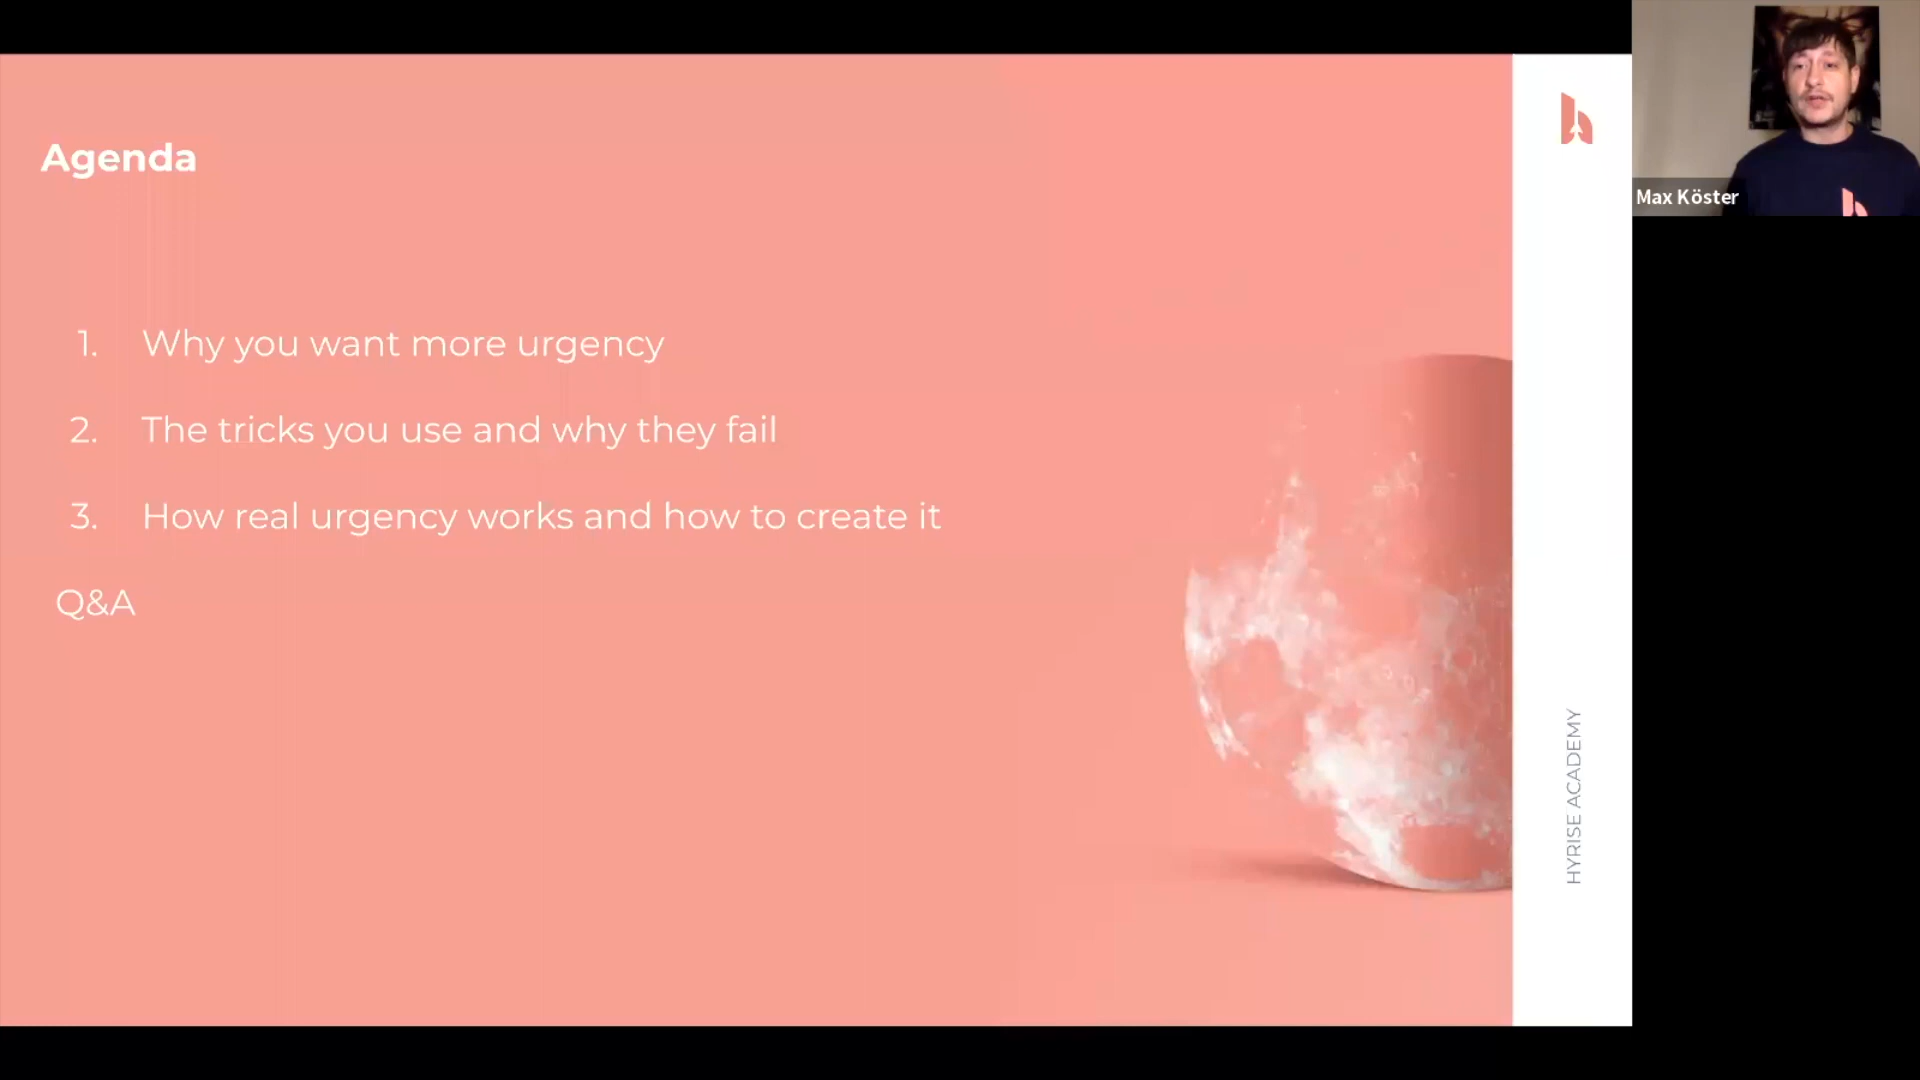 Agenda
1. Why you want more urgency
2. The tricks you use and why they fail
3. How real urgency works and how to create it
Q&A
HYRISE ACADEMY
Max Köster